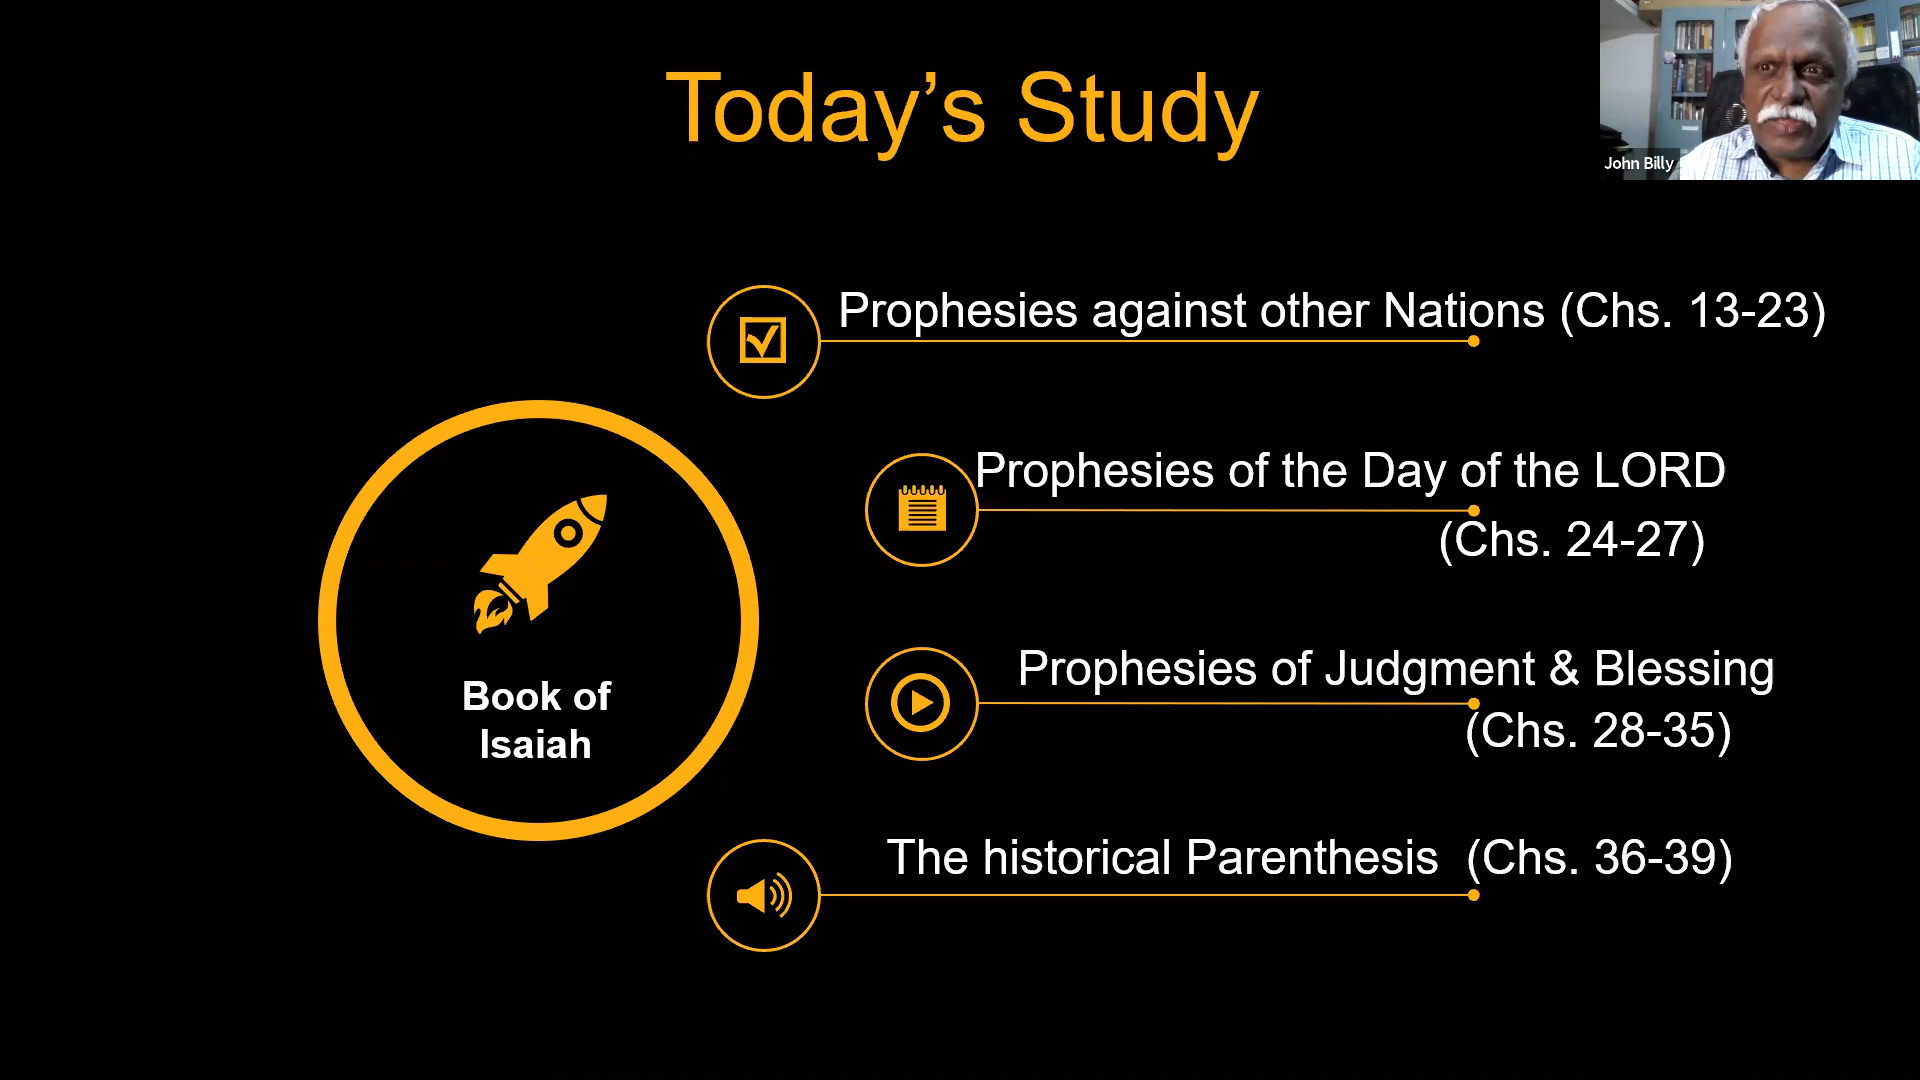 Today’s Study
John Billy
Prophesies against other Nations (Chs. 13-23)
Prophesies of the Day of the LORD
(Chs. 24-27)
Book of
Isaiah
Prophesies of Judgment & Blessing
(Chs. 28-35)
The historical Parenthesis  (Chs. 36-39)